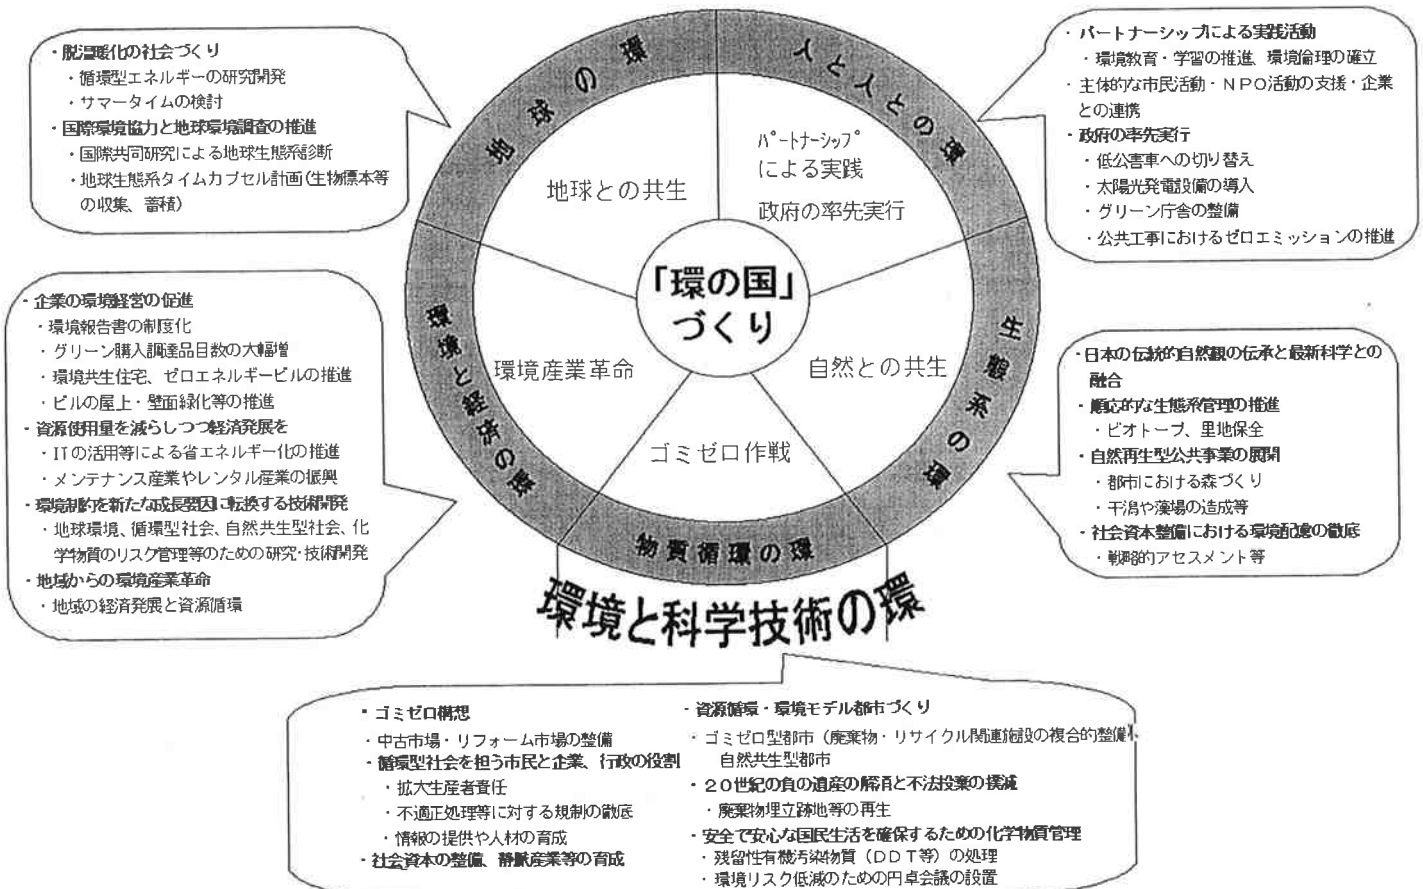 ・脱温暖化の社会づくり
・循環型エネルギーの研究開発
・サマータイムの検討
・国際環境協力と地球環境調査の推進
・国際共同研究による地球生態系診断
・地球生態系タイムカプセル計画(生物標本等
の収集、蓄積)
・パートナーシップによる実践活動
・環境教育・学習の推進、環境倫理の確立
・主体的な市民活動・NPO活動の支援・企業
との連携
・政府の率先実行
・低公害車への切り替え
・太陽光発電設備の導入
・グリーン庁舎の整備
・公共工事におけるゼロエミッションの推進
地球の環
人と人との環
地球との共生
パートナーシップ
による実践
政府の率先実行
「環の国」
づくり
環境と経済の環
生態系の環
環境産業革命
自然との共生
ゴミゼロ作戦
物質循環の環
環境と科学技術の環
・企業の環境経営の促進
・環境報告書の制度化
・グリーン購入調達品目数の大幅増
・環境共生住宅、ゼロエネルギービルの推進
・ビルの屋上・壁面緑化等の推進
・資源使用量を減らしつつ経済発展を
・ITの活用等による省エネルギー化の推進
・メンテナンス産業やレンタル産業の振興
・環境制約を新たな成長要因に転換する技術開発
・地球環境、循環型社会、自然共生型社会、化
学物質のリスク管理等のための研究・技術開発
・地域からの環境産業革命
・地域の経済発展と資源循環
・日本の伝統的自然観の伝承と最新科学との
融合
・順応的な生態系管理の推進
・ビオトープ、里地保全
・自然再生型公共事業の展開
・都市における森づくり
・干潟や藻場の造成等
・社会資本整備における環境配慮の徹底
・戦略的アセスメント等
・ゴミゼロ構想
・中古市場・リフォーム市場の整備
・循環型社会を担う市民と企業、行政の役割
・拡大生産者責任
・不適正処理等に対する規制の徹底
・情報の提供や人材の育成
・社会資本の整備、静脈産業等の育成
・資源循環・環境モデル都市づくり
・ゴミゼロ型都市(廃棄物・リサイクル関連施設の複合的整備)、
自然共生型都市
・20世紀の負の遺産の解消と不法投棄の撲滅
・廃棄物埋立跡地等の再生
・安全で安心な国民生活を確保するための化学物質管理
・残留性有機汚染物質(DDT等)の処理
・環境リスク低減のための円卓会議の設置